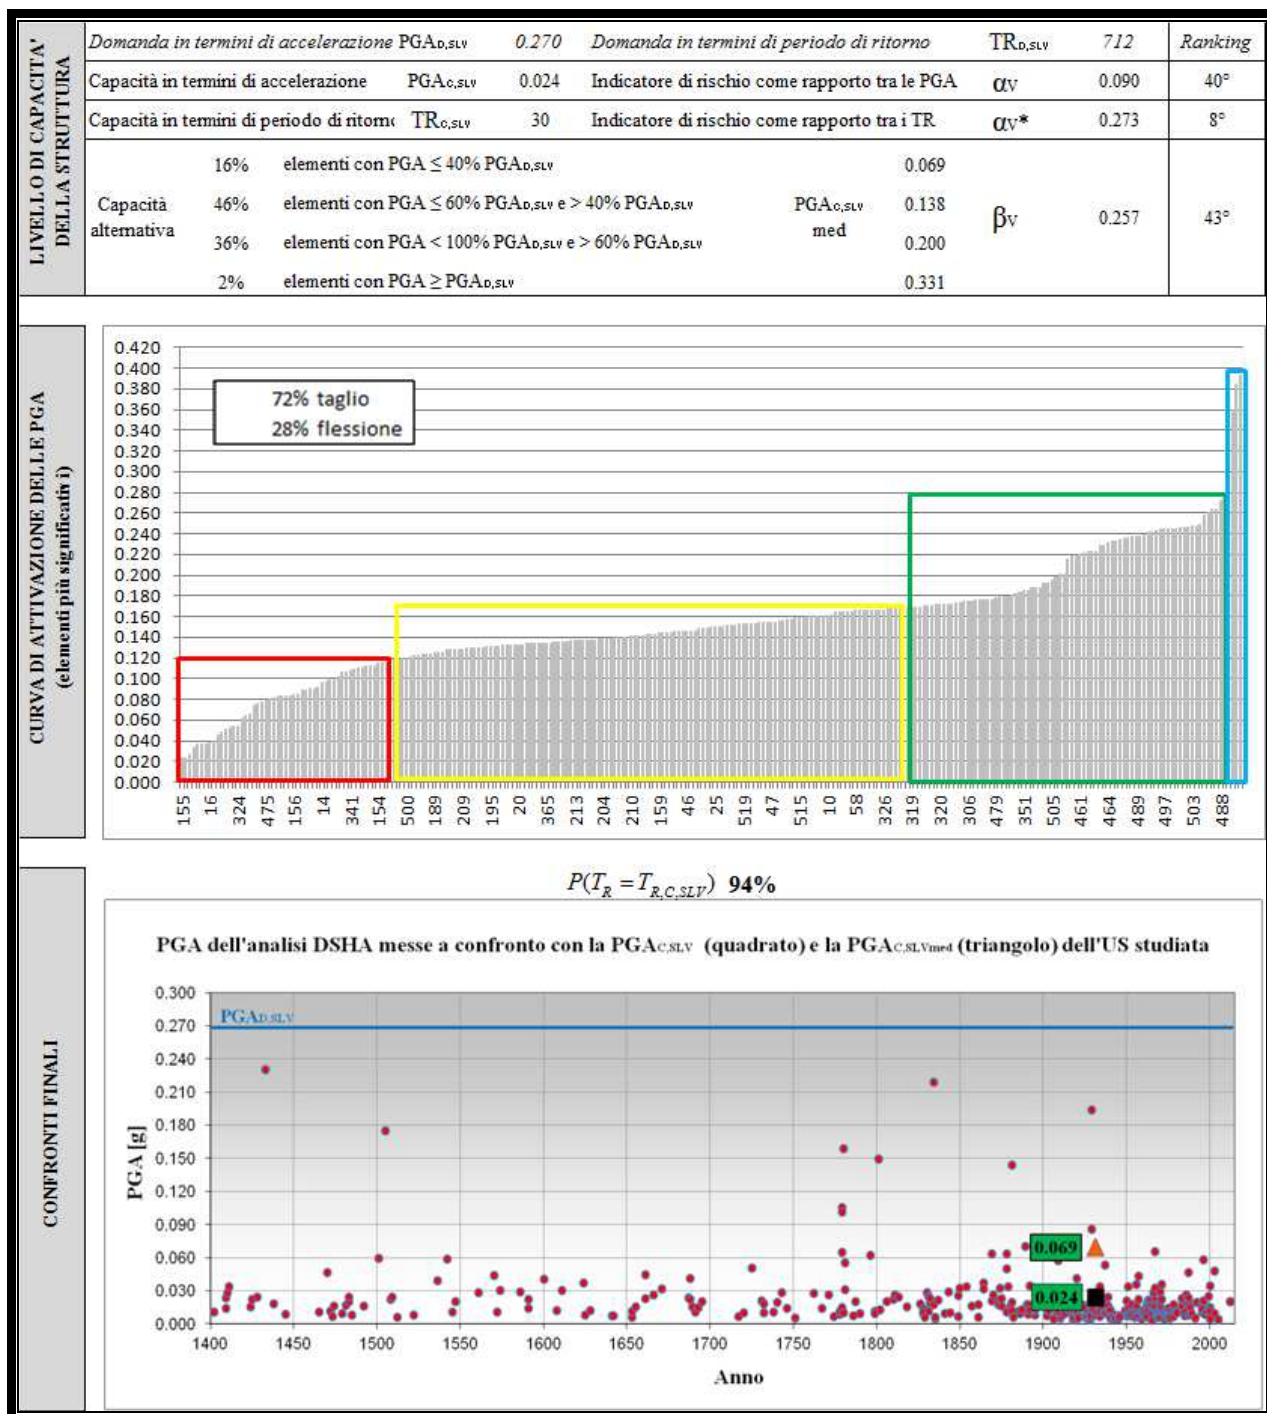 LIVELLO DI CAPACITA'
DELLA STRUTTURA
Domanda in termini di accelerazione PGAD,SLV 0.270 Domanda in termini di periodo di ritorno TRD,SLV 712 Ranking
Capacità in termini di accelerazione PGAC,SLV 0.024 Indicatore di rischio come rapporto tra le PGA αV 0.090 40°
Capacità in termini di periodo di ritorno TRC,SLV 30 Indicatore di rischio come rapporto tra i TR αV* 0.273 8°
16% elementi con PGA ≤ 40% PGAD,SLV 0.069
Capacità alternativa 46% elementi con PGA ≤ 60% PGAD,SLV e > 40% PGAD,SLV PGAC,SLV med 0.138 βV 0.257 43°
36% elementi con PGA < 100% PGAD,SLV e > 60% PGAD,SLV 0.200
2% elementi con PGA ≥ PGAD,SLV 0.331
CURVA DI ATTIVAZIONE DELLE PGA
(elementi più significativi)
72% taglio
28% flessione
0.420
0.400
0.380
0.360
0.340
0.320
0.300
0.280
0.260
0.240
0.220
0.200
0.180
0.160
0.140
0.120
0.100
0.080
0.060
0.040
0.020
0.000
155 16 324 475 156 14 341 154 500 189 209 195 20 365 213 204 210 159 46 25 519 47 515 10 58 326 319 320 306 479 351 505 461 464 489 497 503 488
CONFRONTI FINALI
P(TR = TR,C,SLV) 94%
PGA dell'analisi DSHA messe a confronto con la PGAC,SLV (quadrato) e la PGAC,SLVmed (triangolo) dell'US studiata
PGAD,SLV
PGA [g]
0.300
0.270
0.240
0.210
0.180
0.150
0.120
0.090
0.060
0.030
0.000
0.069
0.024
1400 1450 1500 1550 1600 1650 1700 1750 1800 1850 1900 1950 2000
Anno